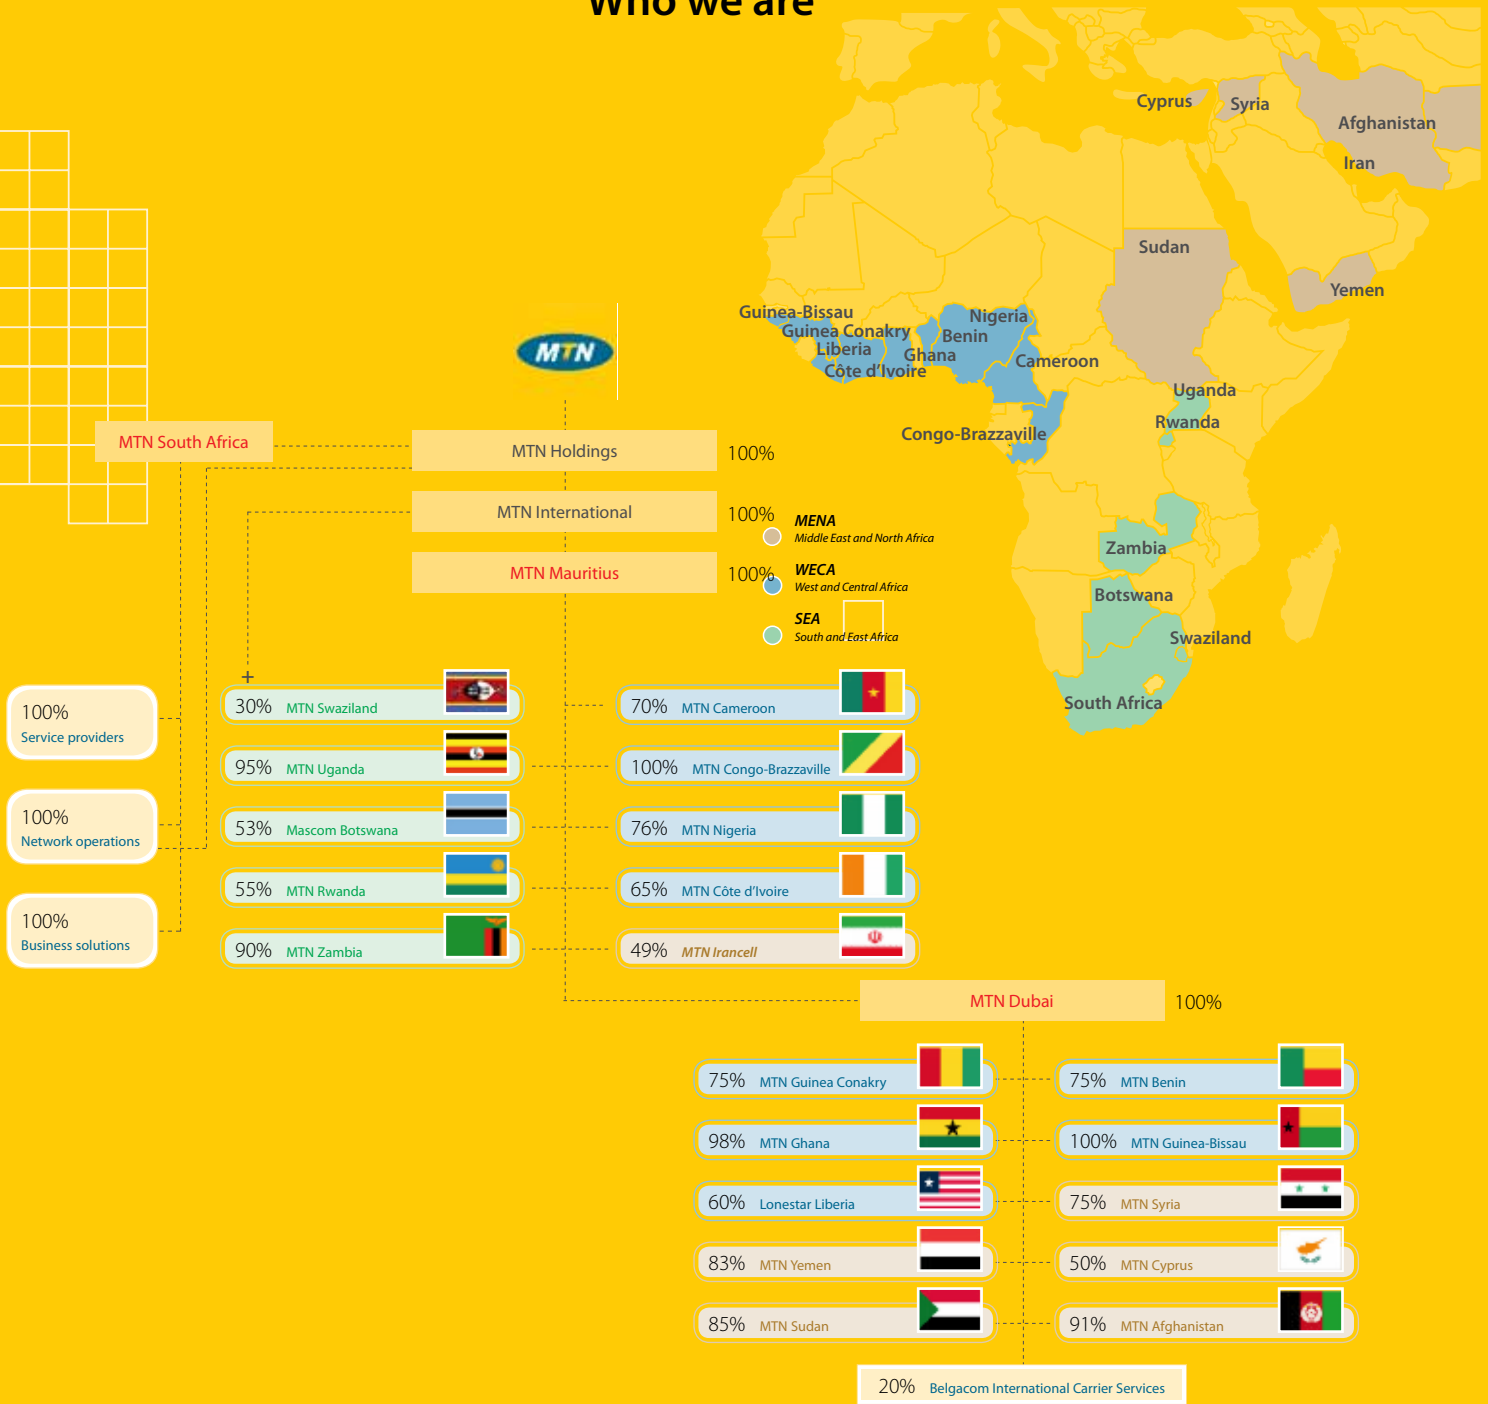 Who we are
Cyprus
Syria
Afghanistan
Iran
Sudan
Yemen
Guinea-Bissau
Guinea Conakry
Liberia
Côte d'Ivoire
Ghana
Benin
Nigeria
Cameroon
Congo-Brazzaville
Uganda
Rwanda
Zambia
Botswana
Swaziland
South Africa
MTN
MTN South Africa
MTN Holdings
100%
MTN International
100%
MTN Mauritius
100%
MENA
Middle East and North Africa
WECA
West and Central Africa
SEA
South and East Africa
100%
Service providers
100%
Network operations
100%
Business solutions
+
30% MTN Swaziland
95% MTN Uganda
53% Mascom Botswana
55% MTN Rwanda
90% MTN Zambia
70% MTN Cameroon
100% MTN Congo-Brazzaville
76% MTN Nigeria
65% MTN Côte d'Ivoire
49% MTN Irancell
MTN Dubai
100%
75% MTN Guinea Conakry
98% MTN Ghana
60% Lonestar Liberia
83% MTN Yemen
85% MTN Sudan
75% MTN Benin
100% MTN Guinea-Bissau
75% MTN Syria
50% MTN Cyprus
91% MTN Afghanistan
20% Belgacom International Carrier Services